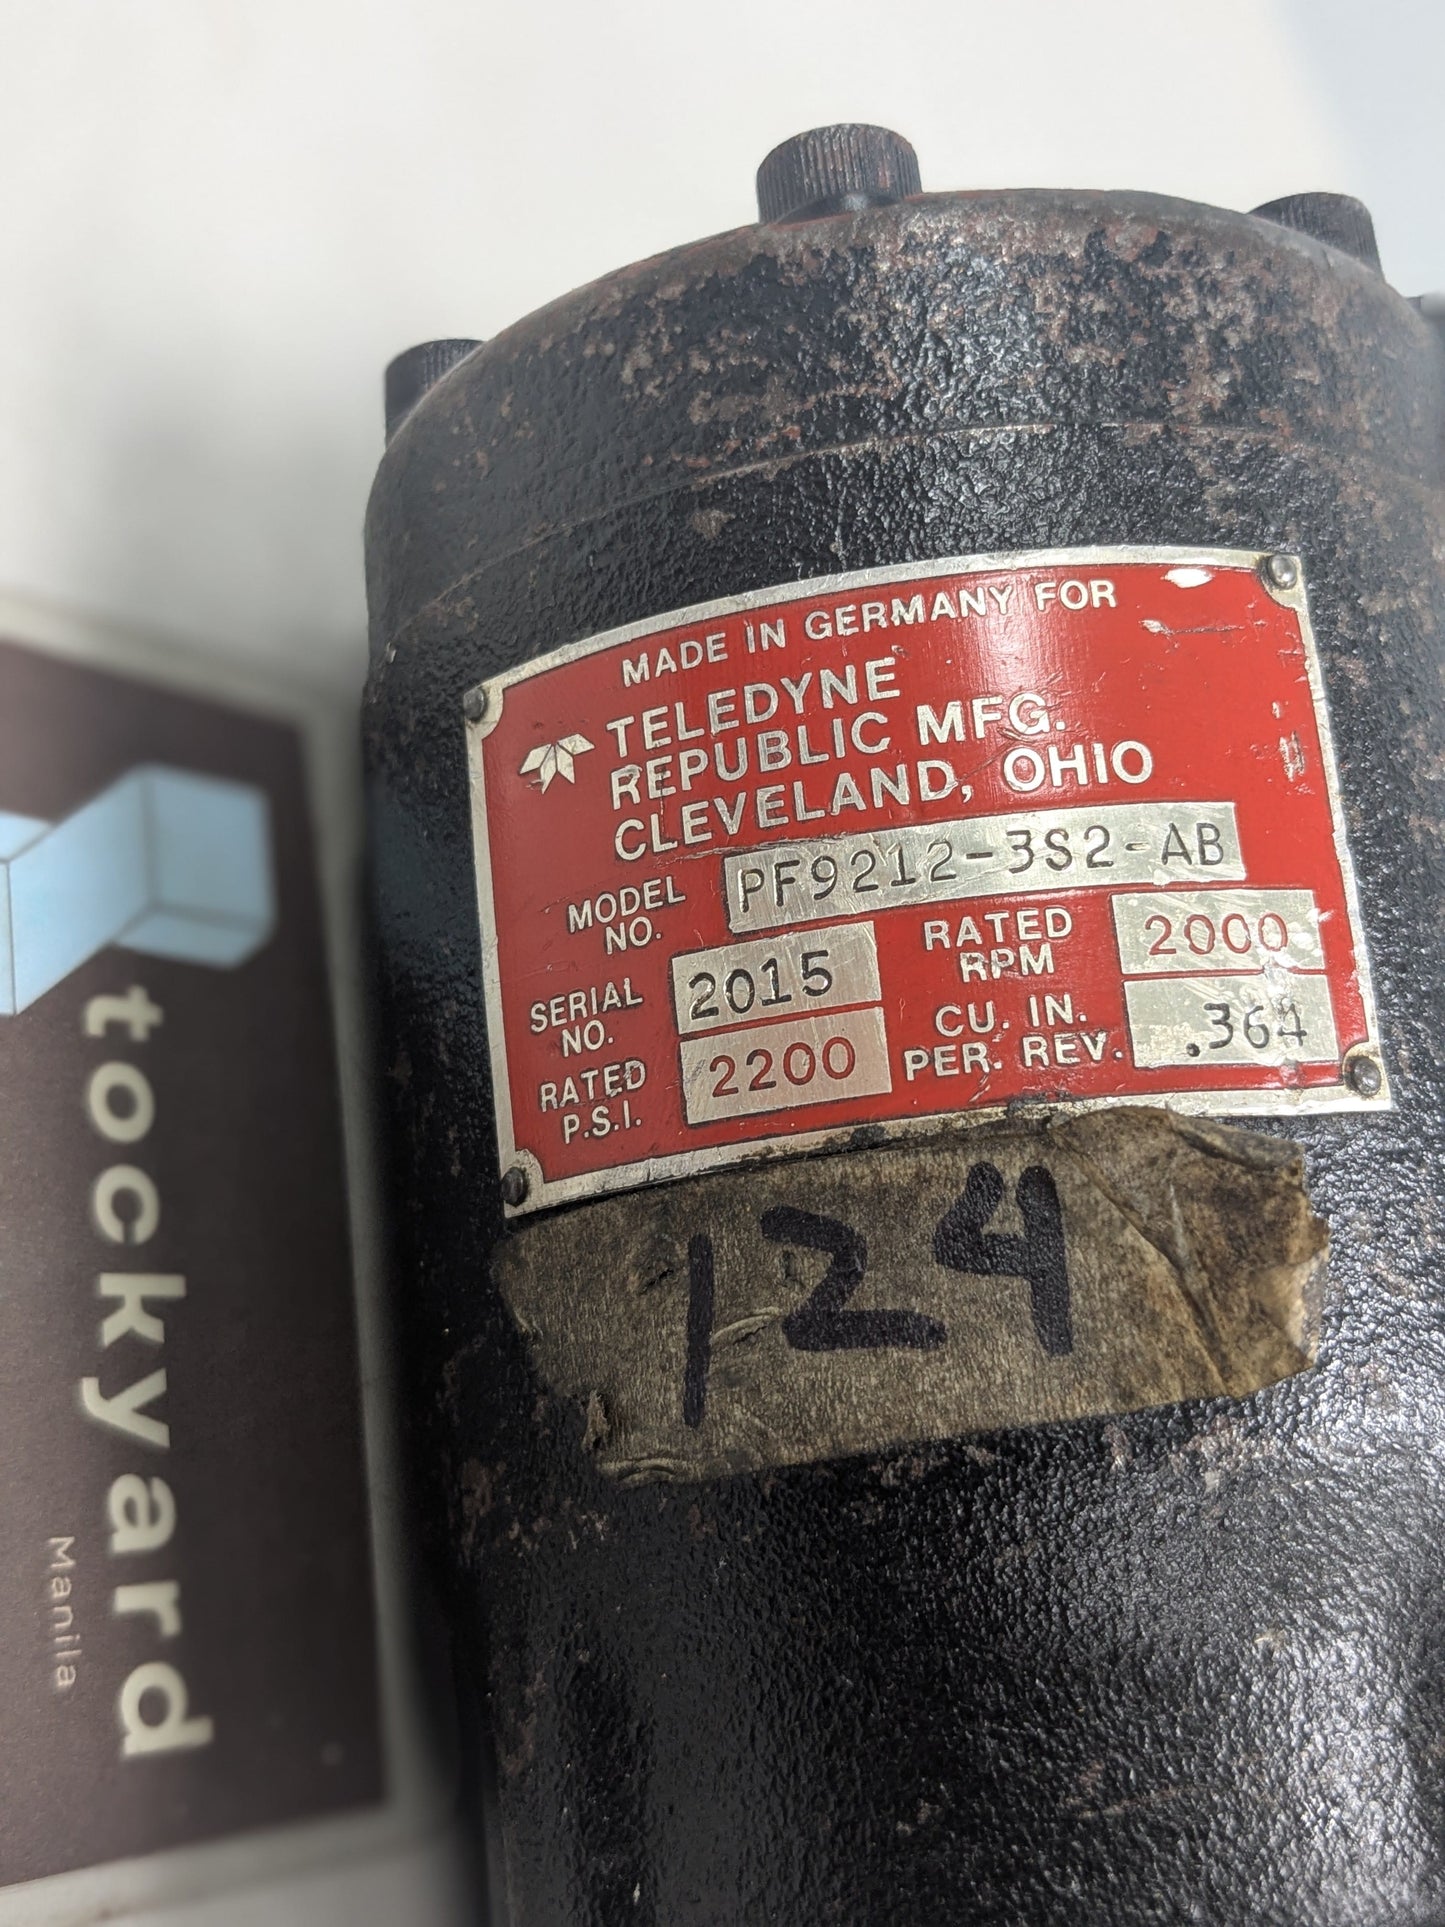 MADE IN GERMANY FOR
TELEDYNE
REPUBLIC MFG.
CLEVELAND, OHIO
MODEL NO. PF9212-3S2-AB
SERIAL NO. 2015
RATED RPM 2000
RATED P.S.I. 2200
CU. IN. PER. REV. .364
124
tockyard
Manila